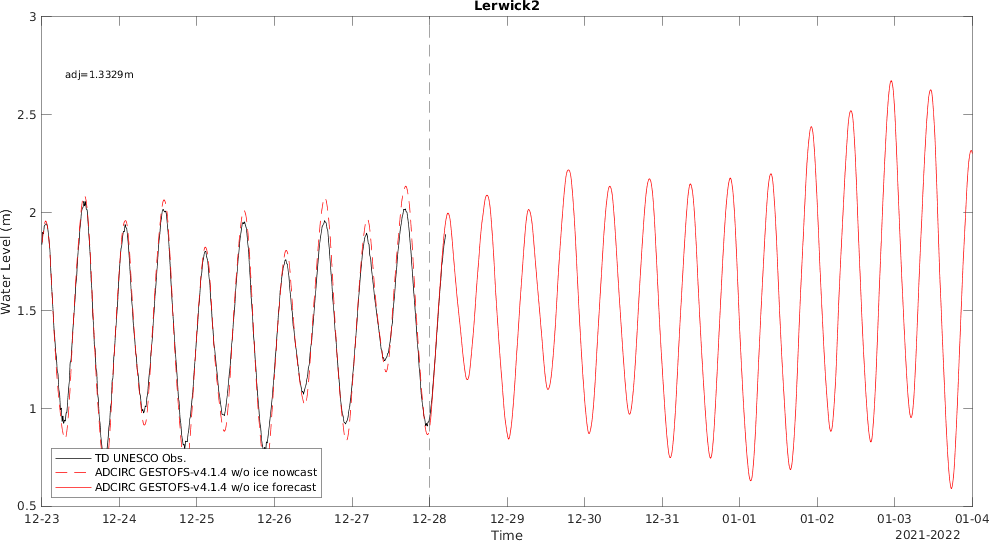 Lerwick2
3
adj=1.3329m
2.5
2
Water Level (m)
1.5
1
TD UNESCO Obs.
ADCIRC GESTOFS-v4.1.4 w/o ice nowcast
ADCIRC GESTOFS-v4.1.4 w/o ice forecast
0.5
12-23 12-24 12-25 12-26 12-27 12-28 12-29 12-30 12-31 01-01 01-02 01-03 01-04
Time
2021-2022